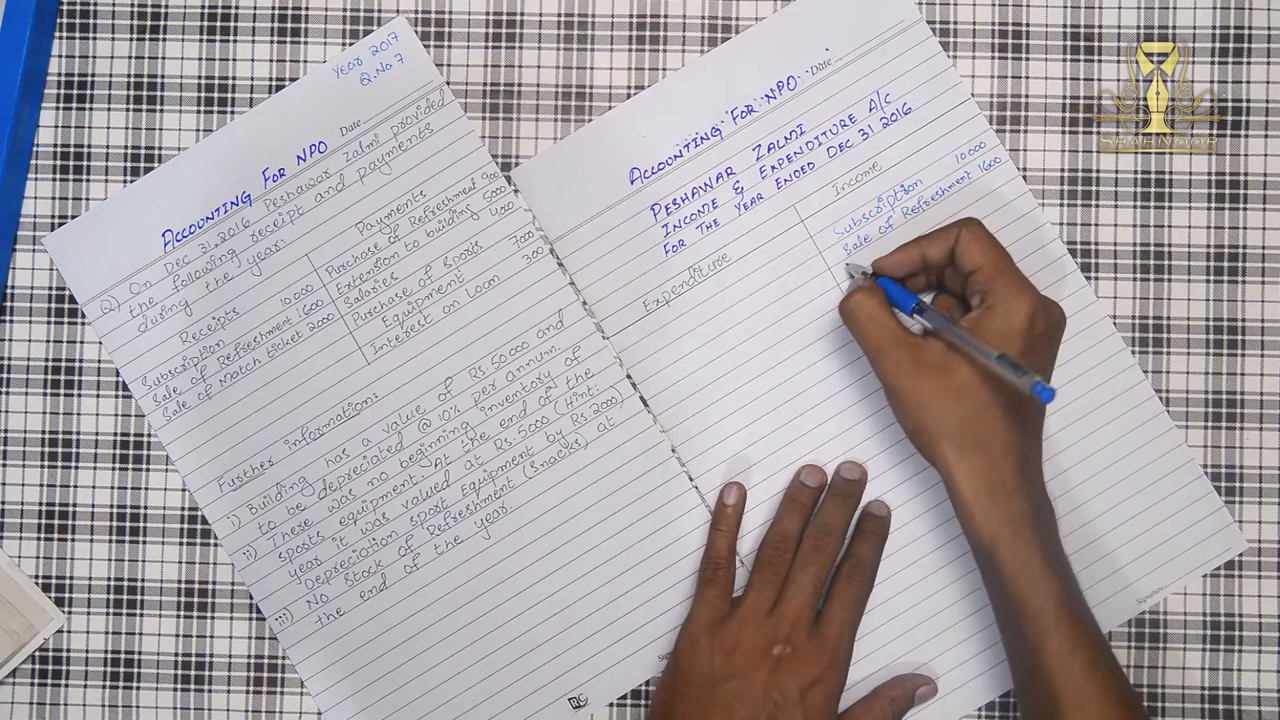 Year 2017
Q.No 7
Date
ACCOUNTING FOR NPO
Q) On Dec 31, 2016 Peshawar Zalmi provided
the following receipt and payments
during the year:
Receipts
Subscription 10000
Sale of Refreshment 1600
Sale of Match ticket 2000
Payments
Purchase of Refreshment 900
Extension to building 5000
Salaries 400
Purchase of Sports
Equipment 7000
Interest on Loan 300
Further information:
i) Building has a value of Rs.50000 and
to be depreciated @ 10% per annum.
ii) There was no beginning inventory of
sports equipment. At the end of the
year it was valued at Rs.5000 (Hint:
Depreciation sport Equipment by Rs.2000)
iii) No Stock of Refreshment (Snacks) at
the end of the year.
Date
ACCOUNTING FOR NPO
PESHAWAR ZALMI
INCOME & EXPENDITURE A/C
FOR THE YEAR ENDED DEC 31 2016
Expenditure
Income
Subscription 10000
Sale of Refreshment 1600
SHAHNOOR